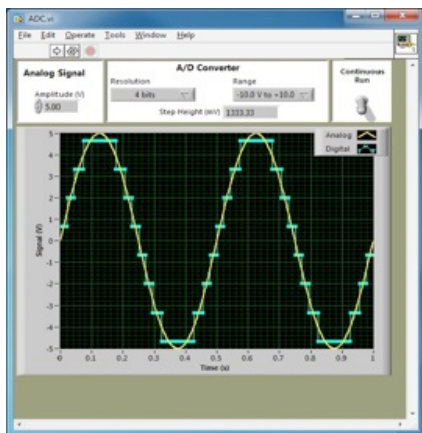 ADC.vi
File Edit Operate Tools Window Help
Analog Signal
Amplitude (V)
5.00
A/D Converter
Resolution
4 bits
Range
-10.0 V to +10.0
Step Height (mV) 1333.33
Continuous
Run
Analog
Digital
Signal (V)
5
4
3
2
1
0
-1
-2
-3
-4
-5
0 0.1 0.2 0.3 0.4 0.5 0.6 0.7 0.8 0.9 1
Time (s)